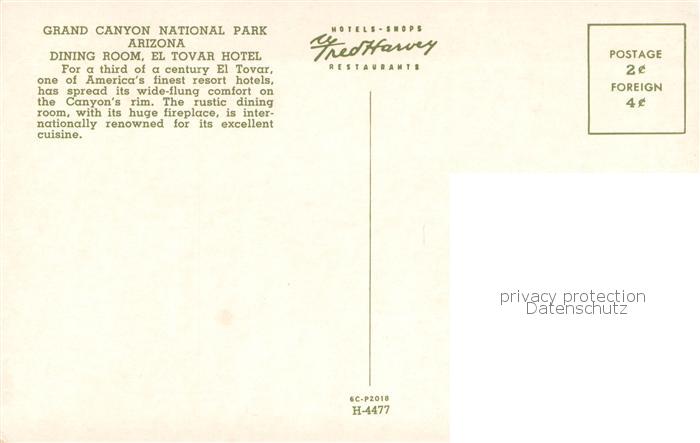 GRAND CANYON NATIONAL PARK
ARIZONA
DINING ROOM, EL TOVAR HOTEL
For a third of a century El Tovar,
one of America's finest resort hotels,
has spread its wide-flung comfort on
the Canyon's rim. The rustic dining
room, with its huge fireplace, is inter-
nationally renowned for its excellent
cuisine.
HOTELS-SHOPS
Fred Harvey
RESTAURANTS
POSTAGE
2¢
FOREIGN
4¢
privacy protection
Datenschutz
6C-P2018
H-4477